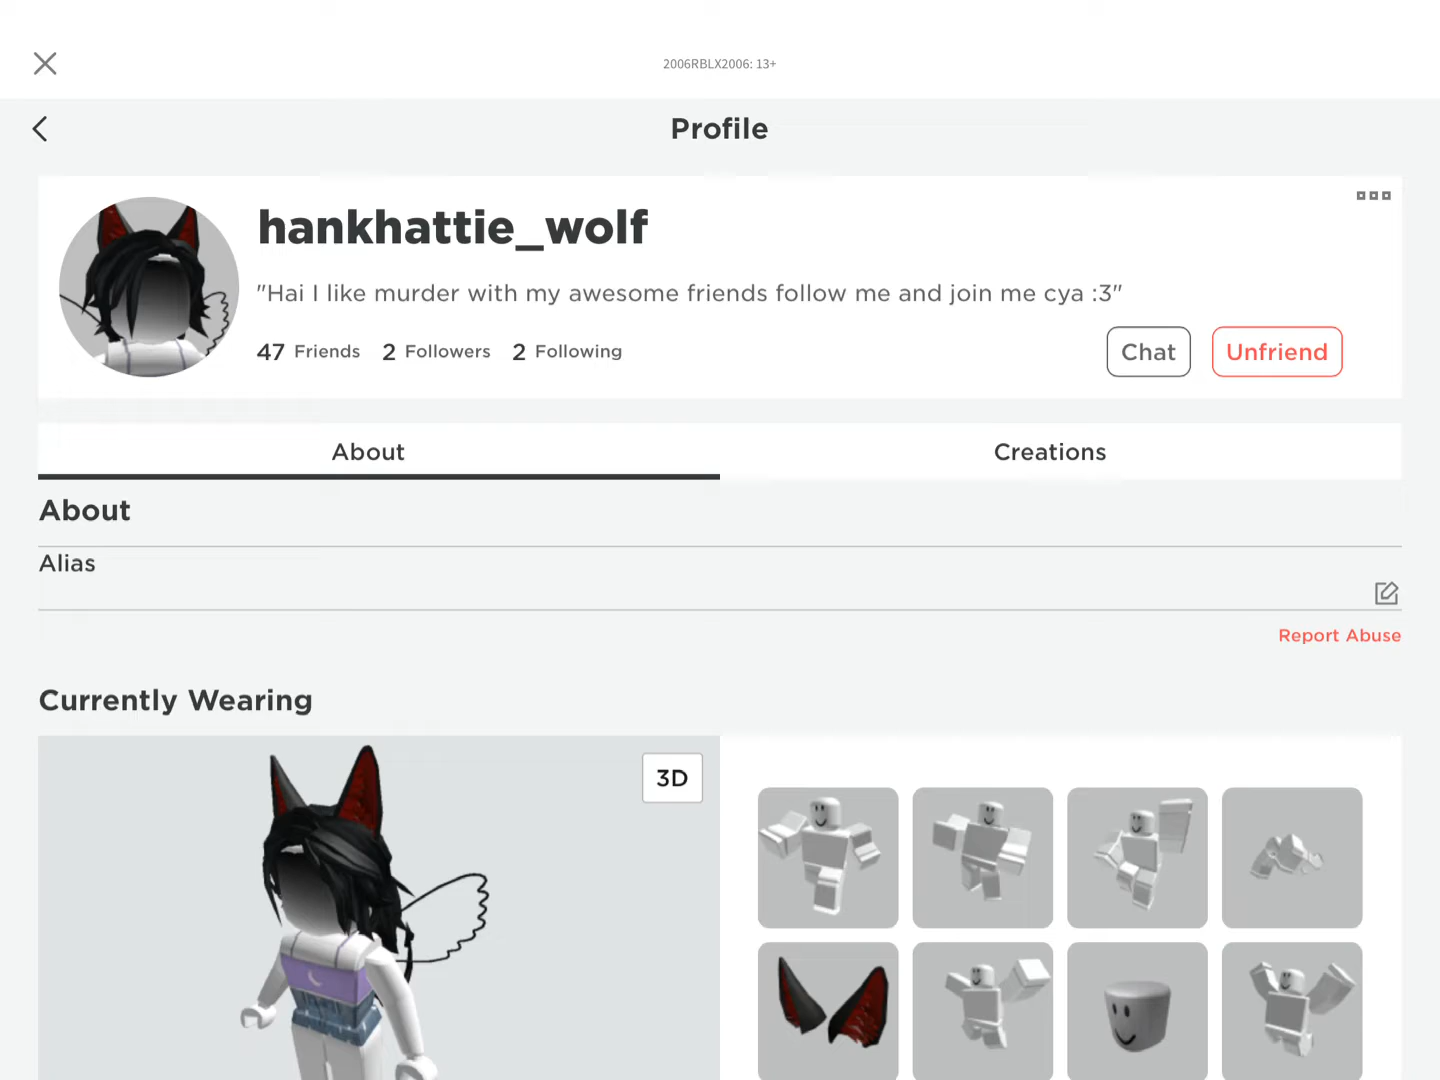 2006RBLX2006: 13+
Profile
hankhattie_wolf
"Hai I like murder with my awesome friends follow me and join me cya :3"
47 Friends 2 Followers 2 Following
Chat Unfriend
About Creations
About
Alias
Report Abuse
Currently Wearing
3D